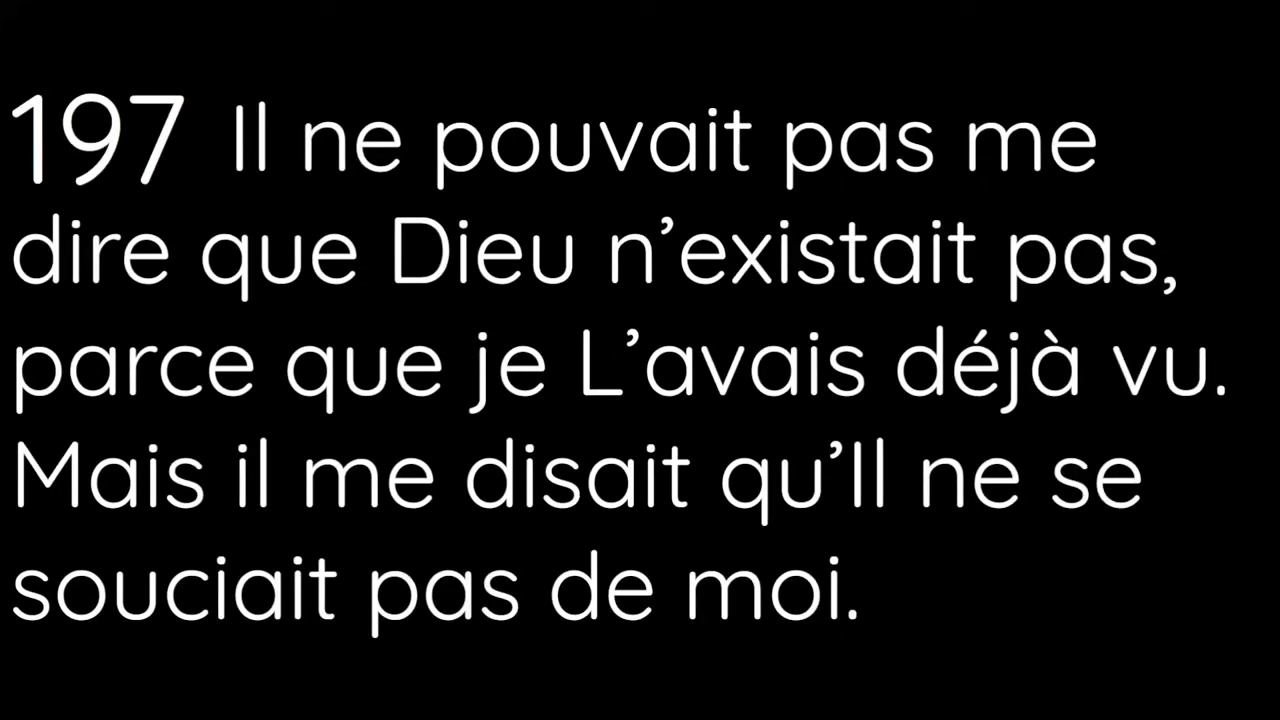 197 Il ne pouvait pas me
dire que Dieu n’existait pas,
parce que je L’avais déjà vu.
Mais il me disait qu’Il ne se
souciait pas de moi.